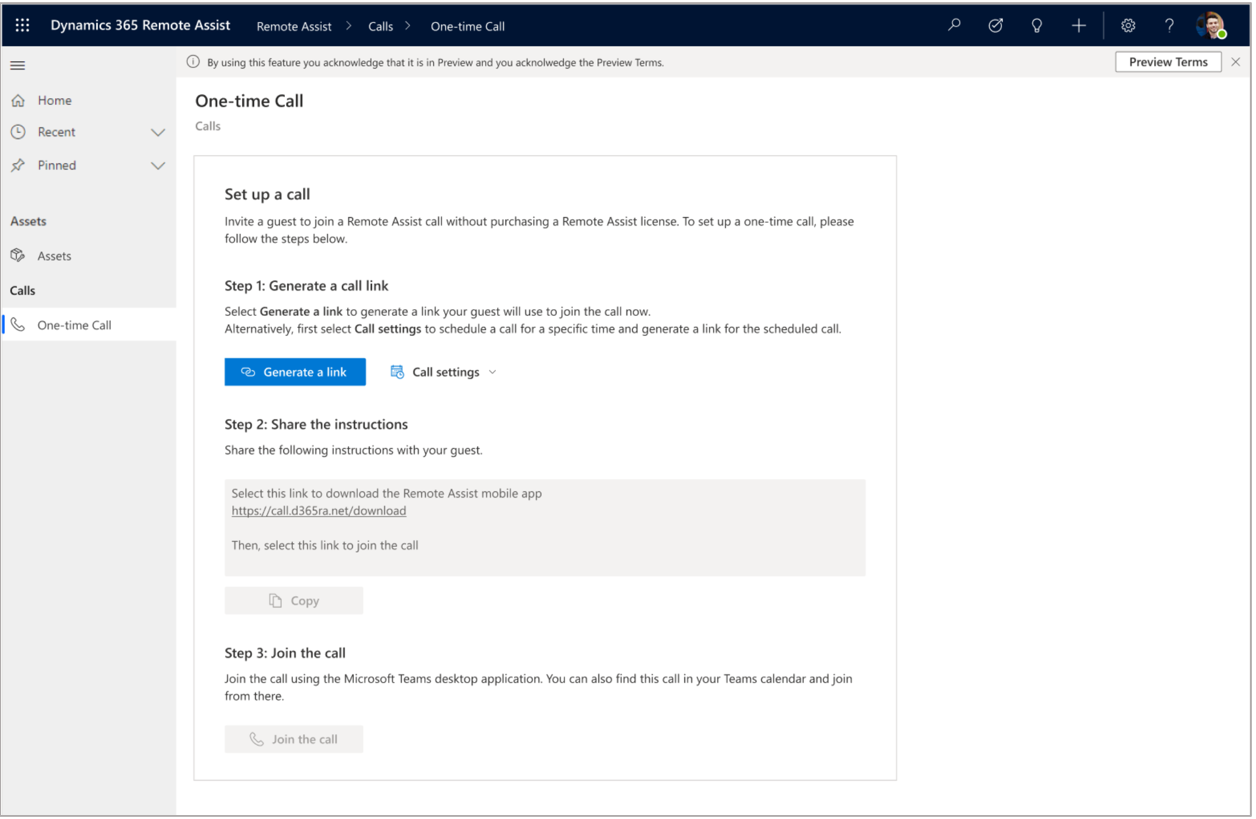 Dynamics 365 Remote Assist Remote Assist > Calls > One-time Call
By using this feature you acknowledge that it is in Preview and you acknolwedge the Preview Terms. Preview Terms
Home
Recent
Pinned
Assets
Assets
Calls
One-time Call
One-time Call
Calls
Set up a call
Invite a guest to join a Remote Assist call without purchasing a Remote Assist license. To set up a one-time call, please
follow the steps below.
Step 1: Generate a call link
Select Generate a link to generate a link your guest will use to join the call now.
Alternatively, first select Call settings to schedule a call for a specific time and generate a link for the scheduled call.
Generate a link Call settings
Step 2: Share the instructions
Share the following instructions with your guest.
Select this link to download the Remote Assist mobile app
https://call.d365ra.net/download
Then, select this link to join the call
Copy
Step 3: Join the call
Join the call using the Microsoft Teams desktop application. You can also find this call in your Teams calendar and join
from there.
Join the call